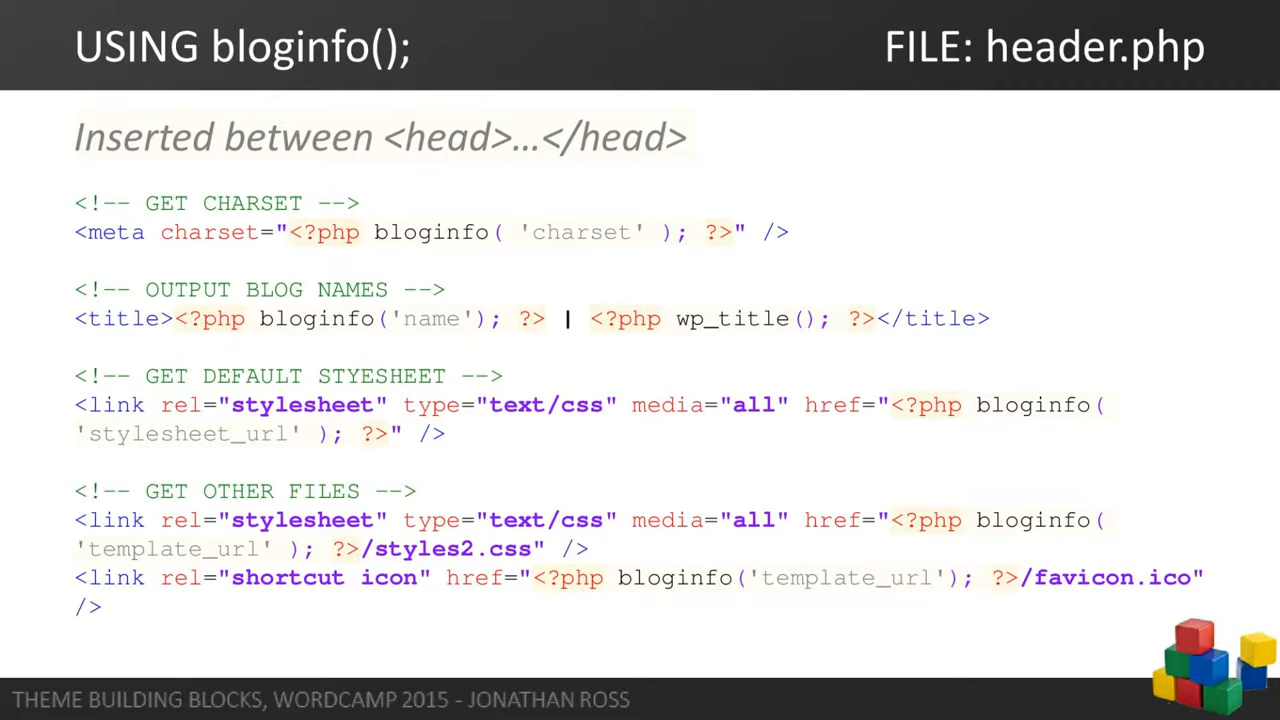 USING bloginfo();
FILE: header.php
Inserted between <head>…</head>
<!-- GET CHARSET -->
<meta charset="<?php bloginfo( 'charset' ); ?>" />
<!-- OUTPUT BLOG NAMES -->
<title><?php bloginfo('name'); ?> | <?php wp_title(); ?></title>
<!-- GET DEFAULT STYESHEET -->
<link rel="stylesheet" type="text/css" media="all" href="<?php bloginfo(
'stylesheet_url' ); ?>" />
<!-- GET OTHER FILES -->
<link rel="stylesheet" type="text/css" media="all" href="<?php bloginfo(
'template_url' ); ?>/styles2.css" />
<link rel="shortcut icon" href="<?php bloginfo('template_url'); ?>/favicon.ico"
/>
THEME BUILDING BLOCKS, WORDCAMP 2015 - JONATHAN ROSS